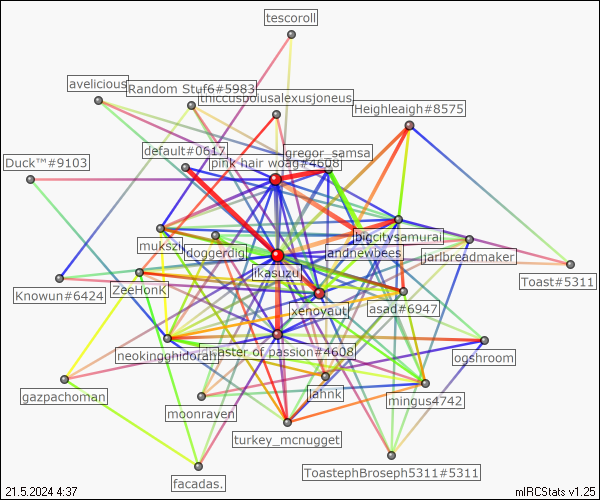 tescoroll
avelicious
Random Stuf6#5983
thiccusbolusalexusjoneus
Heighleigh#8575
default#0617
gregor_samsa
Duck™#9103
pink hair woag#4608
bigcitysamurai
mukszi
doggerdig
andnewbees
jarlbreadmaker
ikasuzu
Toast#5311
Knowun#6424
ZeeHonK
xenovaut
asad#6947
neokingghidorah
master of passion#4608
ogshroom
gazpachoman
lahnk
mingus4742
moonraven
turkey_mcnugget
facadas.
ToastephBroseph5311#5311
21.5.2024 4:37
mIRCStats v1.25